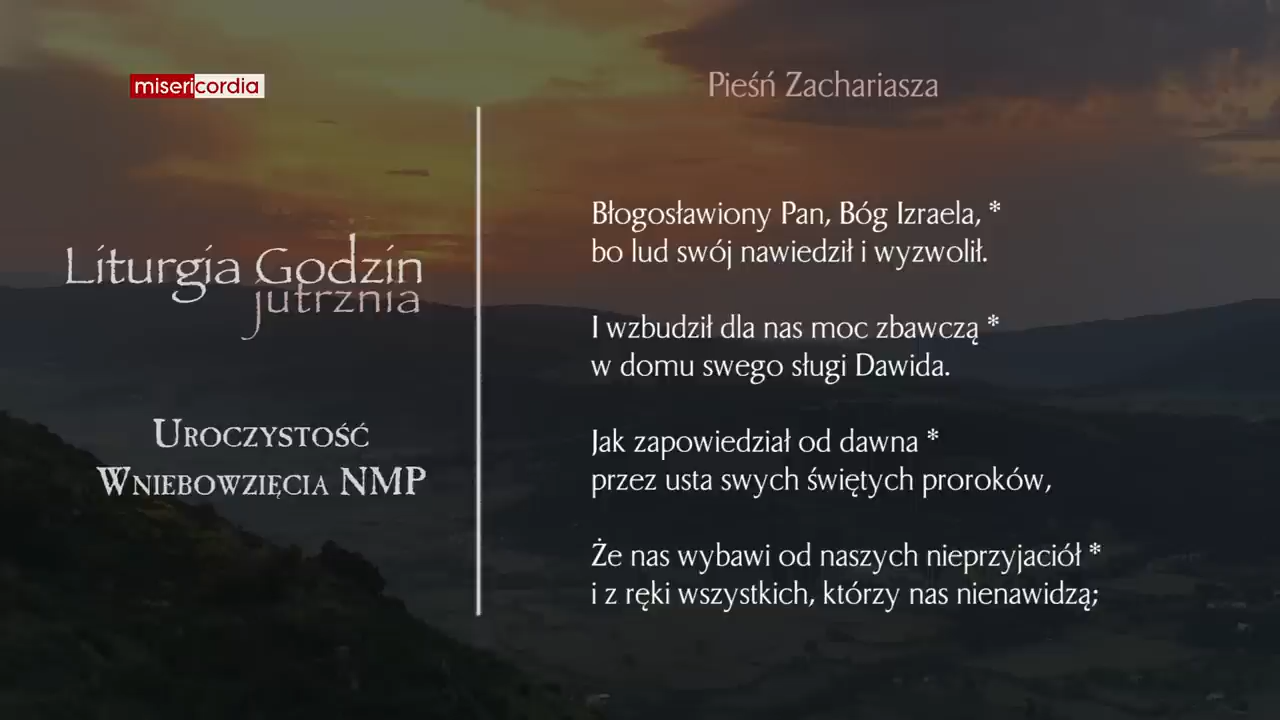 misericordia
Liturgia Godzin
jutrznia
Uroczystość
Wniebowzięcia NMP
Pieśń Zachariasza
Błogosławiony Pan, Bóg Izraela, *
bo lud swój nawiedził i wyzwolił.
I wzbudził dla nas moc zbawczą *
w domu swego sługi Dawida.
Jak zapowiedział od dawna *
przez usta swych świętych proroków,
Że nas wybawi od naszych nieprzyjaciół *
i z ręki wszystkich, którzy nas nienawidzą;